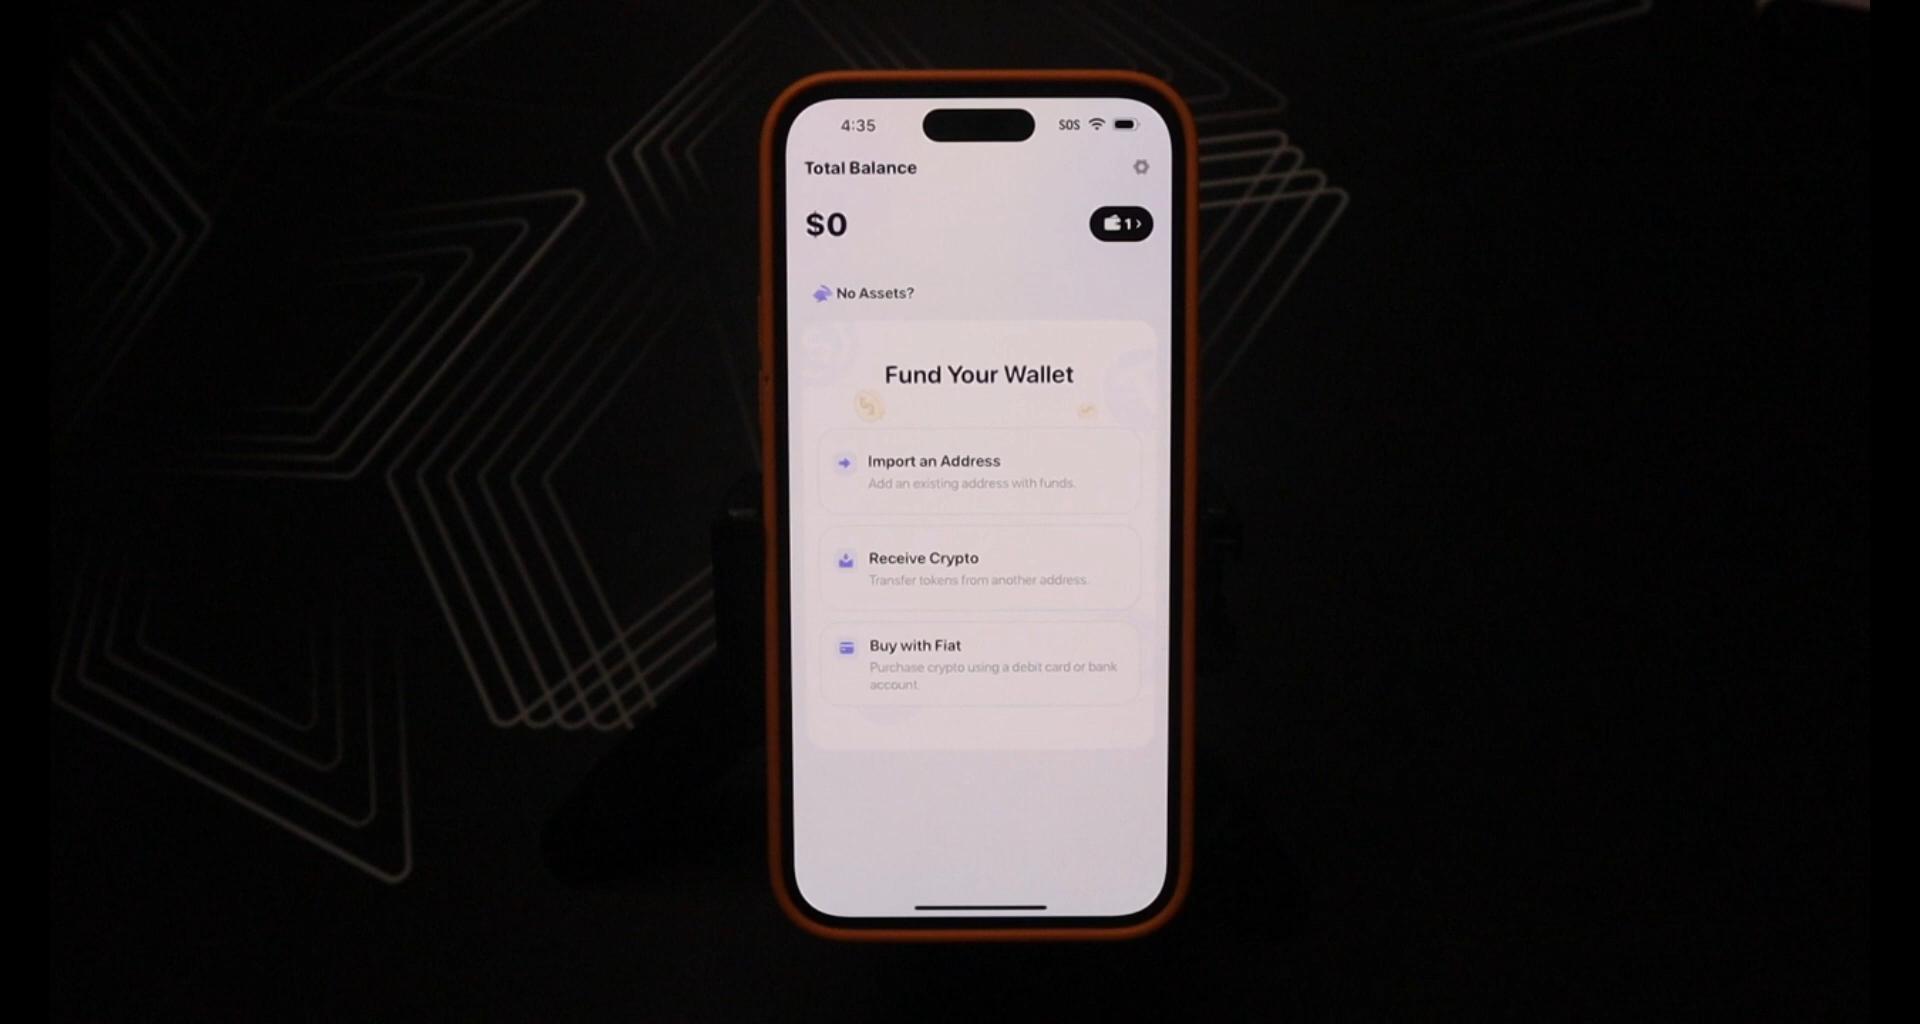 4:35
SOS
Total Balance
$0
1
No Assets?
Fund Your Wallet
Import an Address
Add an existing address with funds.
Receive Crypto
Transfer tokens from another address.
Buy with Fiat
Purchase crypto using a debit card or bank
account.